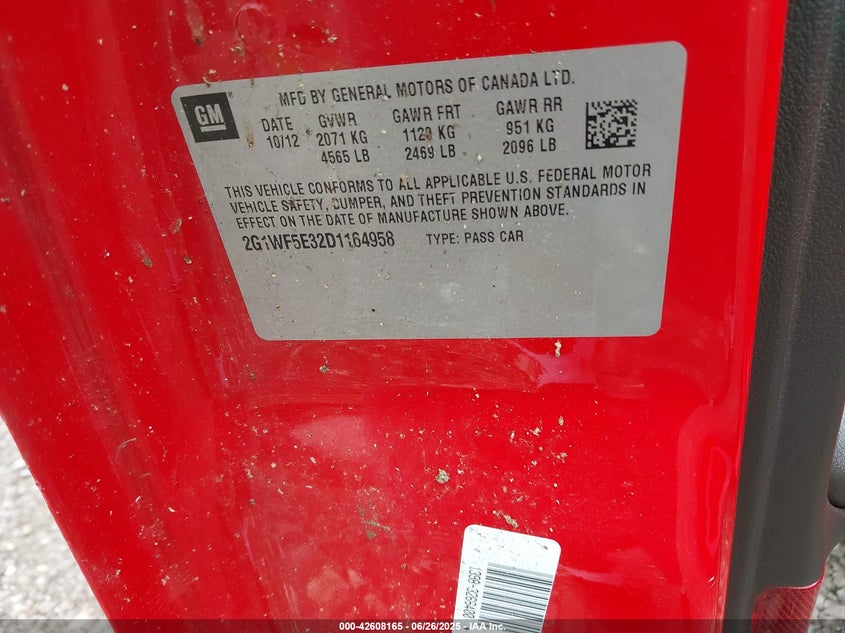 MFD BY GENERAL MOTORS OF CANADA LTD.
GM
DATE GVWR GAWR FRT GAWR RR
10/12 2071 KG 1120 KG 951 KG
4565 LB 2469 LB 2096 LB
THIS VEHICLE CONFORMS TO ALL APPLICABLE U.S. FEDERAL MOTOR
VEHICLE SAFETY, BUMPER, AND THEFT PREVENTION STANDARDS IN
EFFECT ON THE DATE OF MANUFACTURE SHOWN ABOVE.
2G1WF5E32D1164958 TYPE: PASS CAR
000-42608165 - 06/26/2025 - IAA Inc.